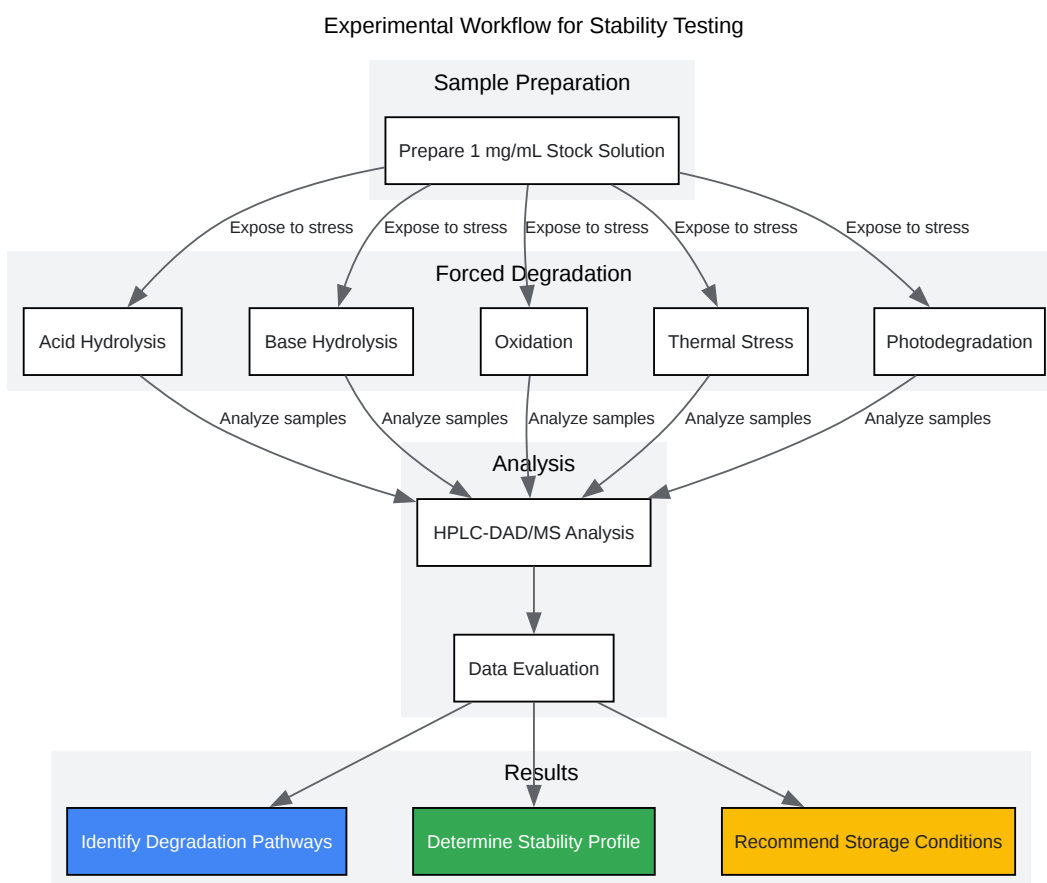 Experimental Workflow for Stability Testing
Sample Preparation
Prepare 1 mg/mL Stock Solution
Expose to stress
Expose to stress
Expose to stress
Expose to stress
Expose to stress
Forced Degradation
Acid Hydrolysis
Base Hydrolysis
Oxidation
Thermal Stress
Photodegradation
Analyze samples
Analyze samples
Analyze samples
Analyze samples
Analyze samples
Analysis
HPLC-DAD/MS Analysis
Data Evaluation
Results
Identify Degradation Pathways
Determine Stability Profile
Recommend Storage Conditions